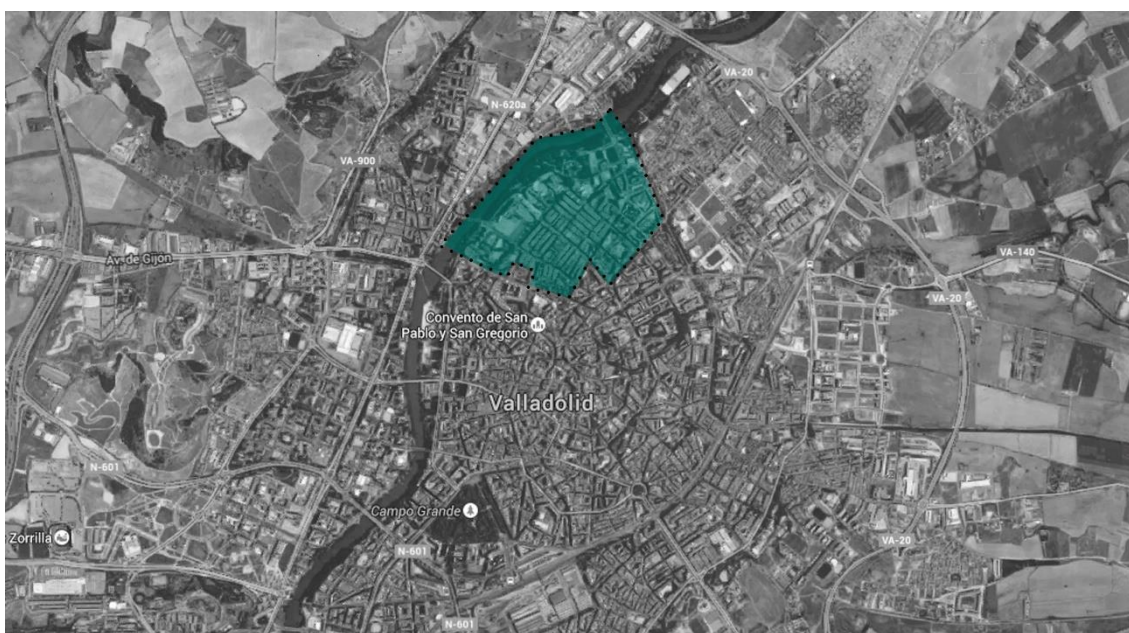 VA-20
N-620a
VA-900
Av. de Gijon
VA-140
VA-20
Convento de San
Pablo y San Gregorio
Valladolid
N-601
Campo Grande
Zorrilla
VA-20
N-601
N-601